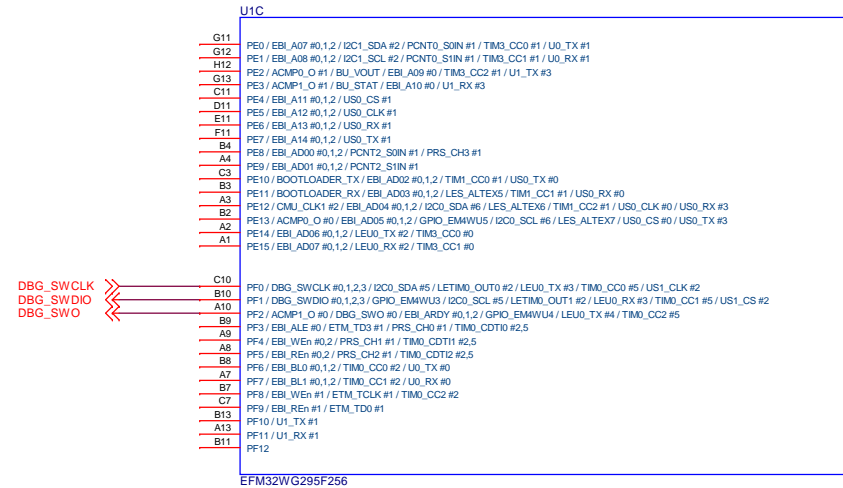 U1C
G11 PE0 / EBI_A07 #0,1,2 / I2C1_SDA #2 / PCNT0_S0IN #1 / TIM3_CC0 #1 / U0_TX #1
G12 PE1 / EBI_A08 #0,1,2 / I2C1_SCL #2 / PCNT0_S1IN #1 / TIM3_CC1 #1 / U0_RX #1
H12 PE2 / ACMP0_O #1 / BU_VOUT / EBI_A09 #0 / TIM3_CC2 #1 / U1_TX #3
G13 PE3 / ACMP1_O #1 / BU_STAT / EBI_A10 #0 / U1_RX #3
C11 PE4 / EBI_A11 #0,1,2 / US0_CS #1
D11 PE5 / EBI_A12 #0,1,2 / US0_CLK #1
E11 PE6 / EBI_A13 #0,1,2 / US0_RX #1
F11 PE7 / EBI_A14 #0,1,2 / US0_TX #1
B4 PE8 / EBI_AD00 #0,1,2 / PCNT2_S0IN #1 / PRS_CH3 #1
A4 PE9 / EBI_AD01 #0,1,2 / PCNT2_S1IN #1
C3 PE10 / BOOTLOADER_TX / EBI_AD02 #0,1,2 / TIM1_CC0 #1 / US0_TX #0
B3 PE11 / BOOTLOADER_RX / EBI_AD03 #0,1,2 / LES_ALTEX5 / TIM1_CC1 #1 / US0_RX #0
A3 PE12 / CMU_CLK1 #2 / EBI_AD04 #0,1,2 / I2C0_SDA #6 / LES_ALTEX6 / TIM1_CC2 #1 / US0_CLK #0 / US0_RX #3
B2 PE13 / ACMP0_O #0 / EBI_AD05 #0,1,2 / GPIO_EM4WU5 / I2C0_SCL #6 / LES_ALTEX7 / US0_CS #0 / US0_TX #3
A2 PE14 / EBI_AD06 #0,1,2 / LEU0_TX #2 / TIM3_CC0 #0
A1 PE15 / EBI_AD07 #0,1,2 / LEU0_RX #2 / TIM3_CC1 #0
DBG_SWCLK C10 PF0 / DBG_SWCLK #0,1,2,3 / I2C0_SDA #5 / LETIM0_OUT0 #2 / LEU0_TX #3 / TIM0_CC0 #5 / US1_CLK #2
DBG_SWDIO B10 PF1 / DBG_SWDIO #0,1,2,3 / GPIO_EM4WU3 / I2C0_SCL #5 / LETIM0_OUT1 #2 / LEU0_RX #3 / TIM0_CC1 #5 / US1_CS #2
DBG_SWO A10 PF2 / ACMP1_O #0 / DBG_SWO #0 / EBI_ARDY #0,1,2 / GPIO_EM4WU4 / LEU0_TX #4 / TIM0_CC2 #5
B9 PF3 / EBI_ALE #0 / ETM_TD3 #1 / PRS_CH0 #1 / TIM0_CDTI0 #2,5
A9 PF4 / EBI_WEn #0,2 / PRS_CH1 #1 / TIM0_CDTI1 #2,5
A8 PF5 / EBI_REn #0,2 / PRS_CH2 #1 / TIM0_CDTI2 #2,5
B8 PF6 / EBI_BL0 #0,1,2 / TIM0_CC0 #2 / U0_TX #0
A7 PF7 / EBI_BL1 #0,1,2 / TIM0_CC1 #2 / U0_RX #0
B7 PF8 / EBI_WEn #1 / ETM_TCLK #1 / TIM0_CC2 #2
C7 PF9 / EBI_REn #1 / ETM_TD0 #1
B13 PF10 / U1_TX #1
A13 PF11 / U1_RX #1
B11 PF12
EFM32WG295F256